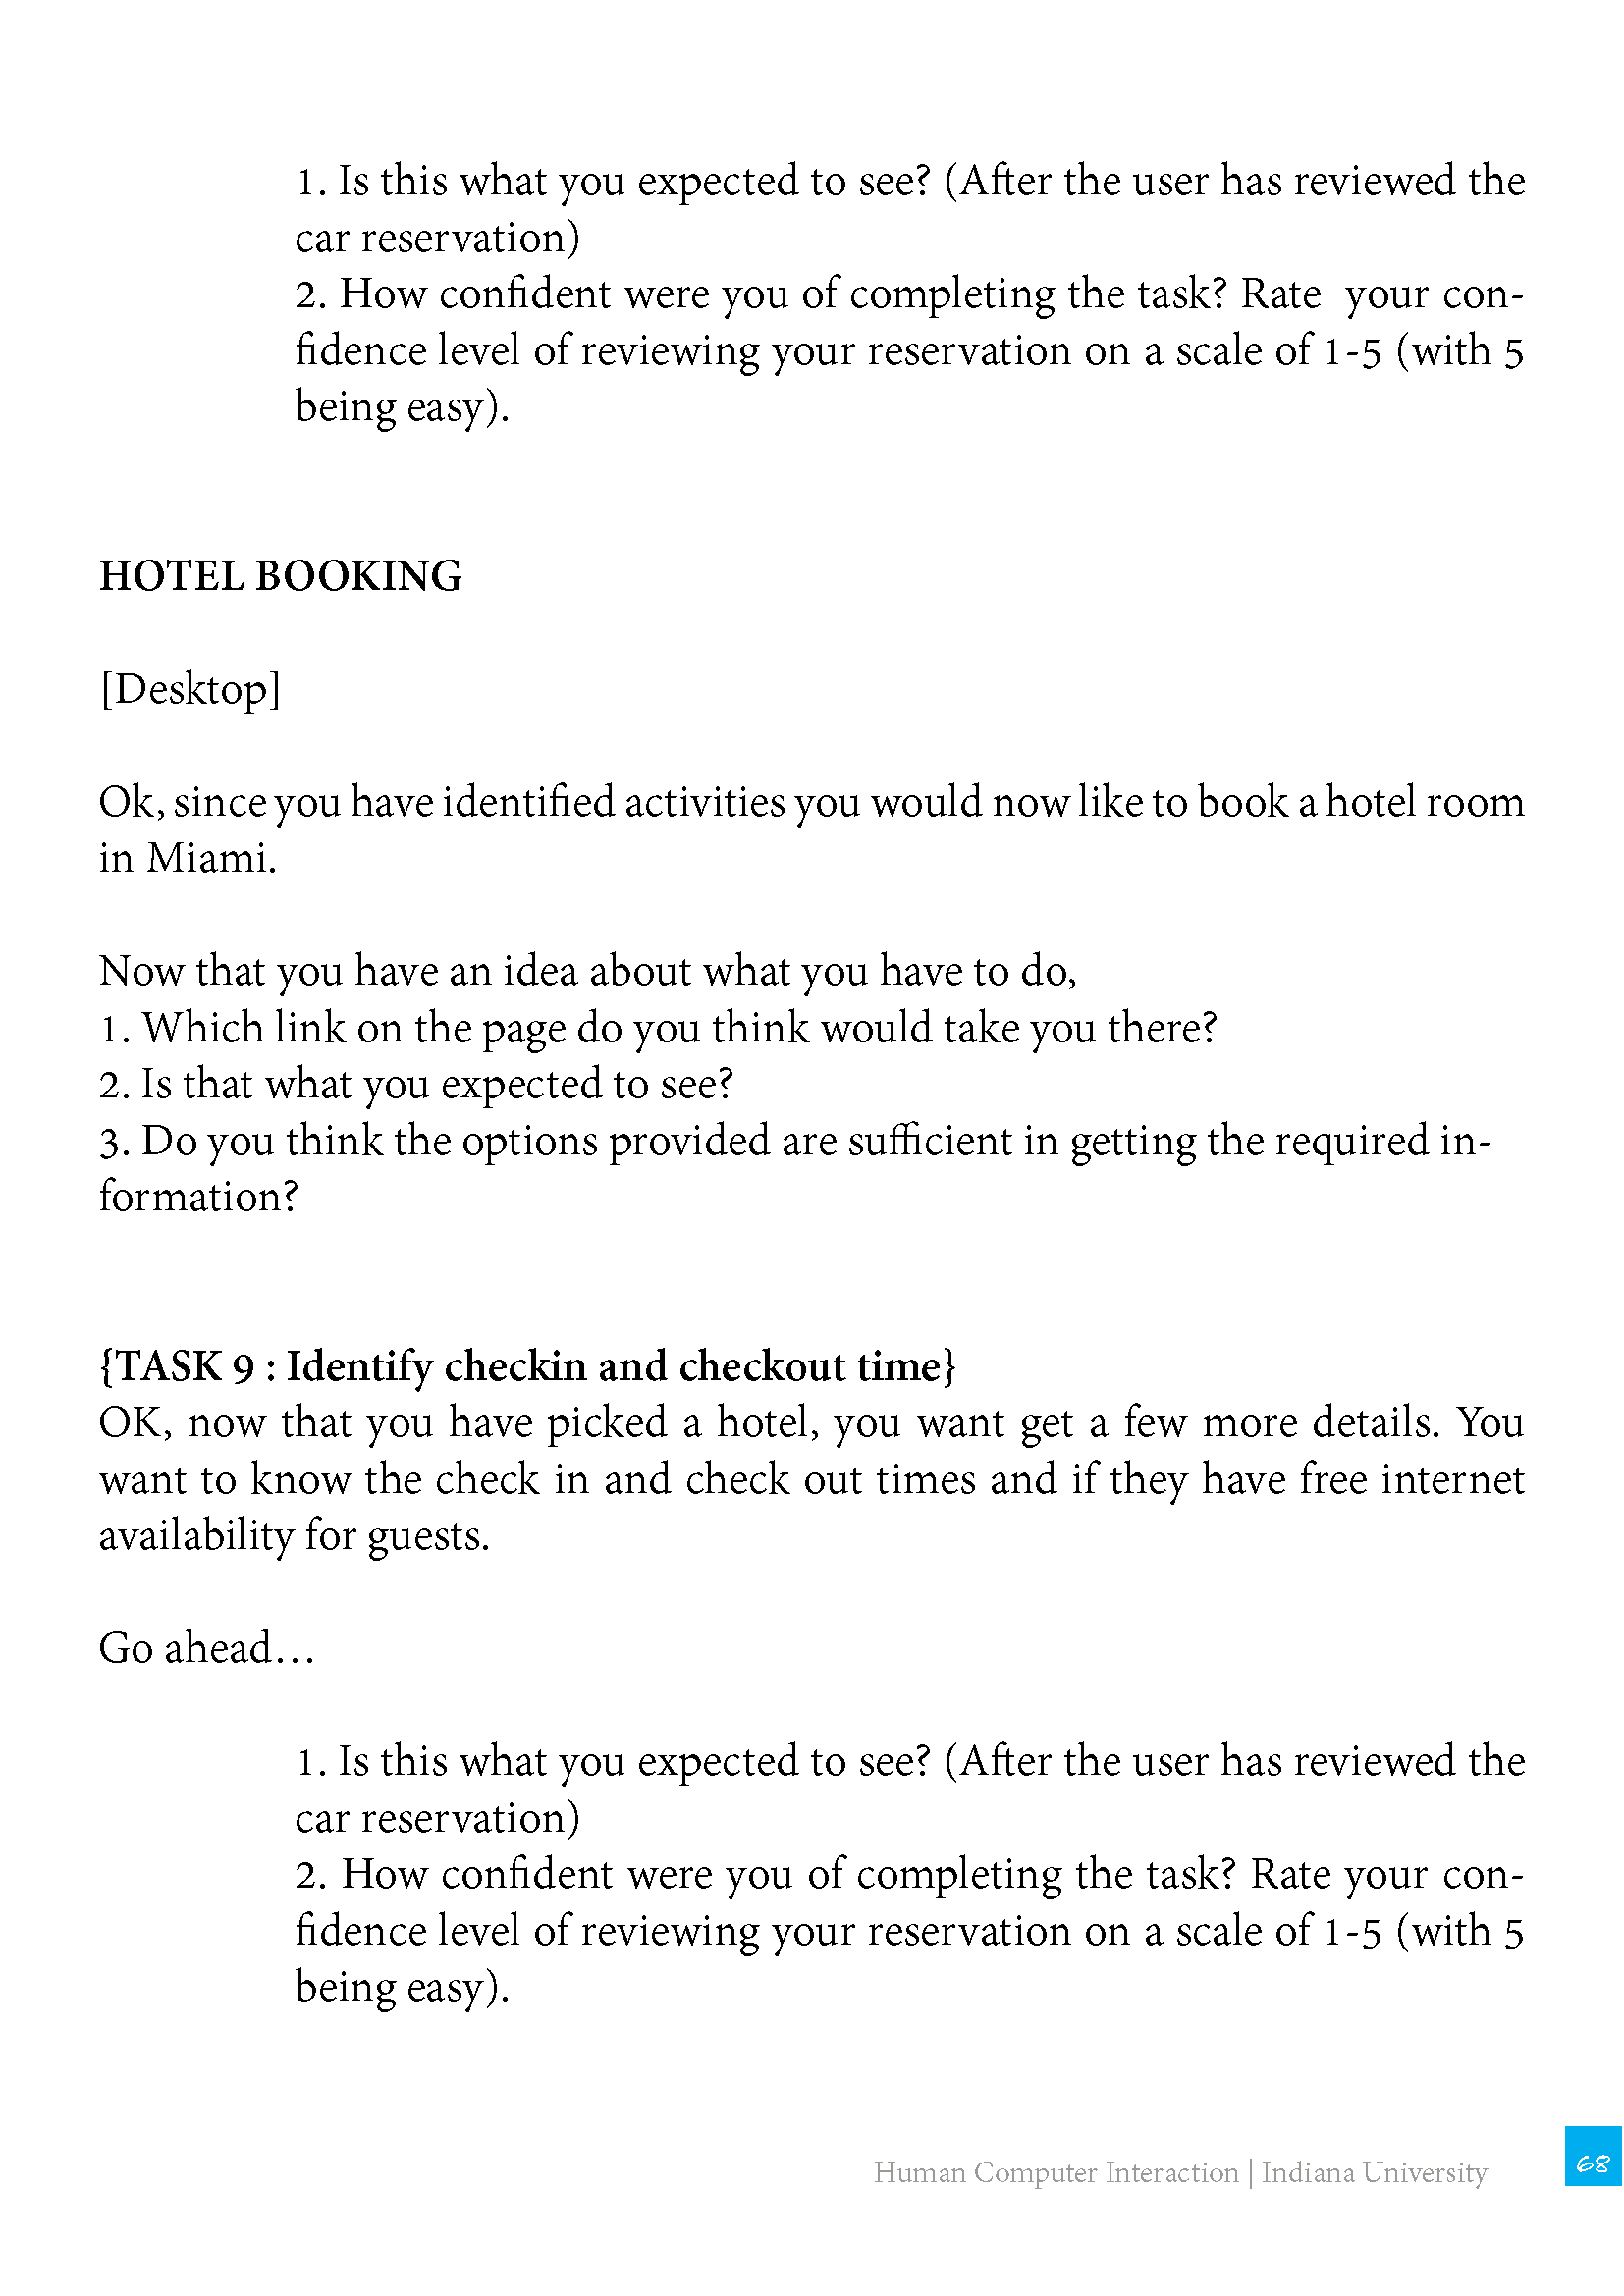 1. Is this what you expected to see? (After the user has reviewed the
car reservation)
2. How confident were you of completing the task? Rate  your con-
fidence level of reviewing your reservation on a scale of 1-5 (with 5
being easy).
HOTEL BOOKING
[Desktop]
Ok, since you have identified activities you would now like to book a hotel room
in Miami.
Now that you have an idea about what you have to do,
1. Which link on the page do you think would take you there?
2. Is that what you expected to see?
3. Do you think the options provided are sufficient in getting the required in-
formation?
{TASK 9 : Identify checkin and checkout time}
OK, now that you have picked a hotel, you want get a few more details. You
want to know the check in and check out times and if they have free internet
availability for guests.
Go ahead…
1. Is this what you expected to see? (After the user has reviewed the
car reservation)
2. How confident were you of completing the task? Rate your con-
fidence level of reviewing your reservation on a scale of 1-5 (with 5
being easy).
Human Computer Interaction | Indiana University
68